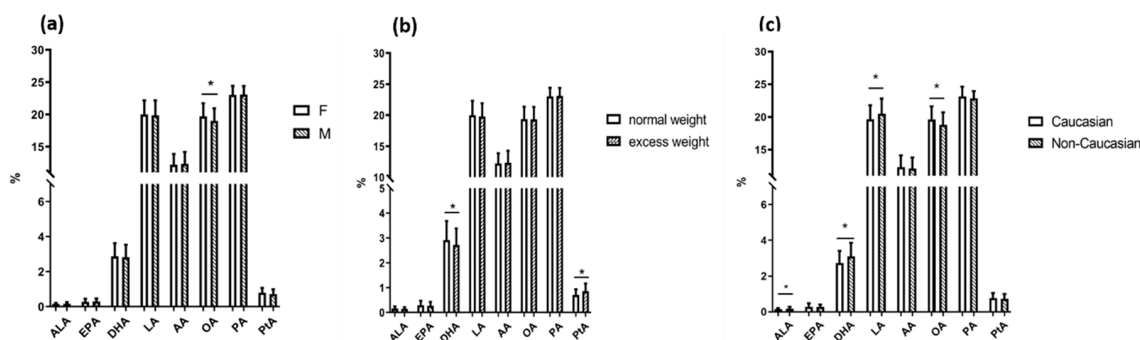 (a)
30
25
20
15
6
4
2
0
%
*
ALA
EPA
DHA
LA
AA
OA
PA
PtA
F
M
(b)
30
25
20
15
10
5
4
3
2
1
0
%
*
*
ALA
EPA
DHA
LA
AA
OA
PA
PtA
normal weight
excess weight
(c)
30
25
20
15
6
4
2
0
%
*
*
*
*
ALA
EPA
DHA
LA
AA
OA
PA
PtA
Caucasian
Non-Caucasian